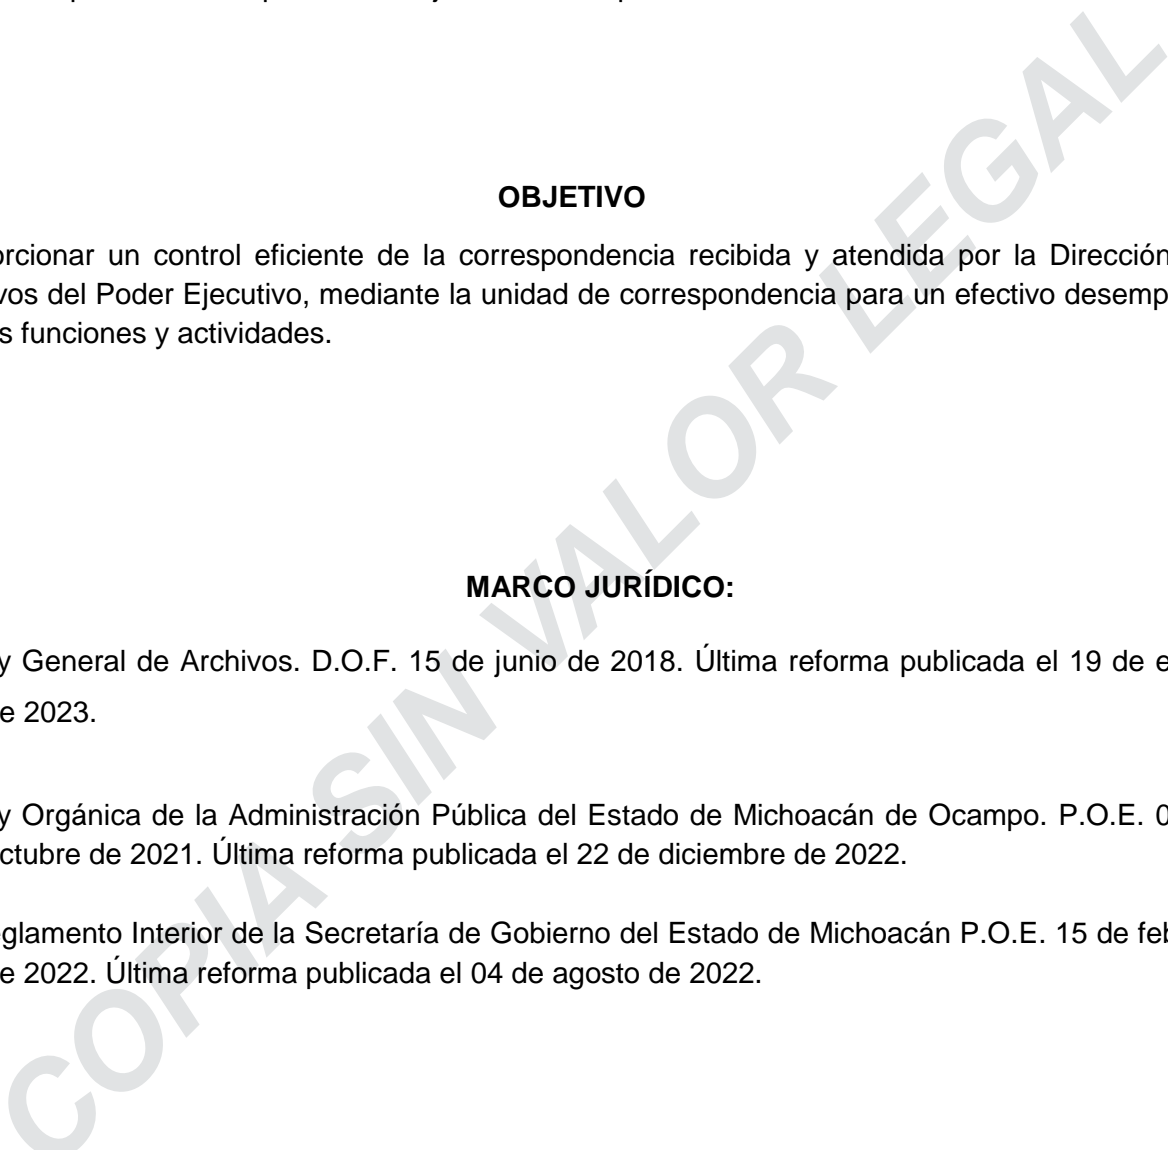 OBJETIVO
orcionar un control eficiente de la correspondencia recibida y atendida por la Dirección
vos del Poder Ejecutivo, mediante la unidad de correspondencia para un efectivo desemp
s funciones y actividades.
MARCO JURÍDICO:
y General de Archivos. D.O.F. 15 de junio de 2018. Última reforma publicada el 19 de e
e 2023.
y Orgánica de la Administración Pública del Estado de Michoacán de Ocampo. P.O.E. 0
ctubre de 2021. Última reforma publicada el 22 de diciembre de 2022.
eglamento Interior de la Secretaría de Gobierno del Estado de Michoacán P.O.E. 15 de feb
e 2022. Última reforma publicada el 04 de agosto de 2022.
COPIA SIN VALOR LEGAL